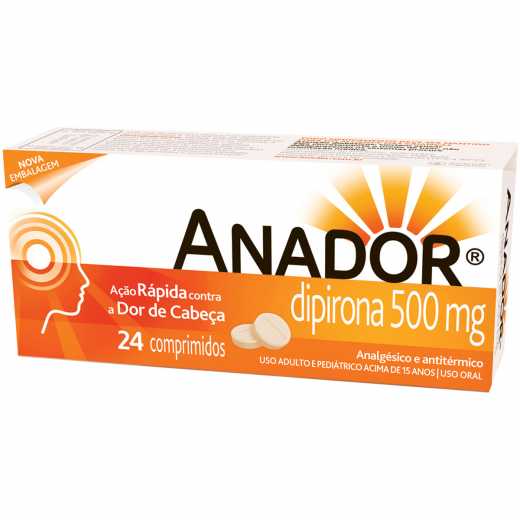 NOVA
EMBALAGEM
ANADOR®
dipirona 500 mg
Ação Rápida contra
a Dor de Cabeça
24 comprimidos
Analgésico e antitérmico
USO ADULTO E PEDIÁTRICO ACIMA DE 15 ANOS | USO ORAL